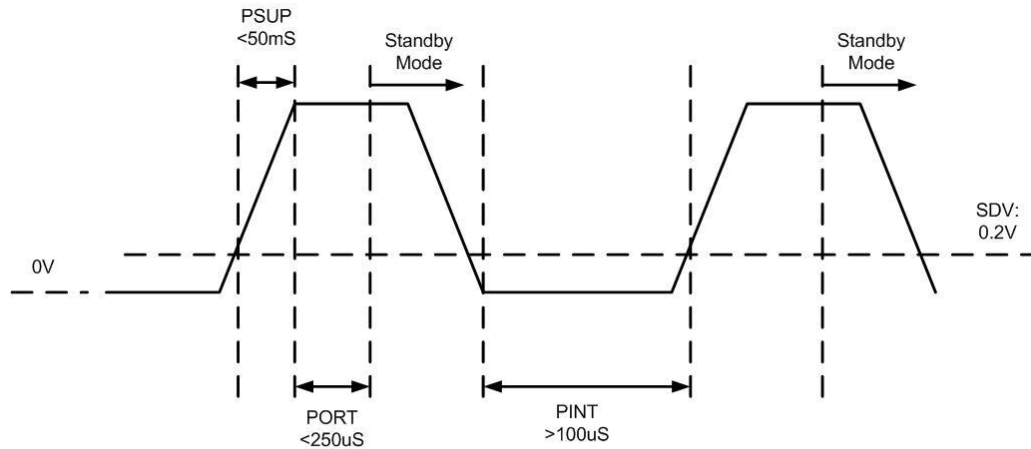 PSUP
<50mS
Standby
Mode
Standby
Mode
SDV:
0.2V
0V
PORT
<250uS
PINT
>100uS